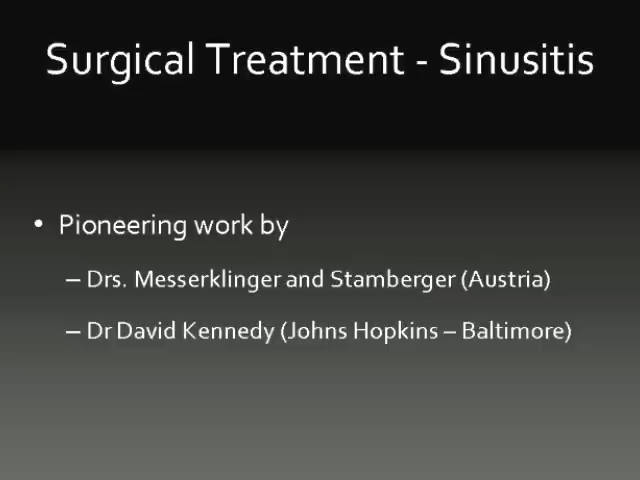 Surgical Treatment - Sinusitis
• Pioneering work by
– Drs. Messerklinger and Stamberger (Austria)
– Dr David Kennedy (Johns Hopkins – Baltimore)